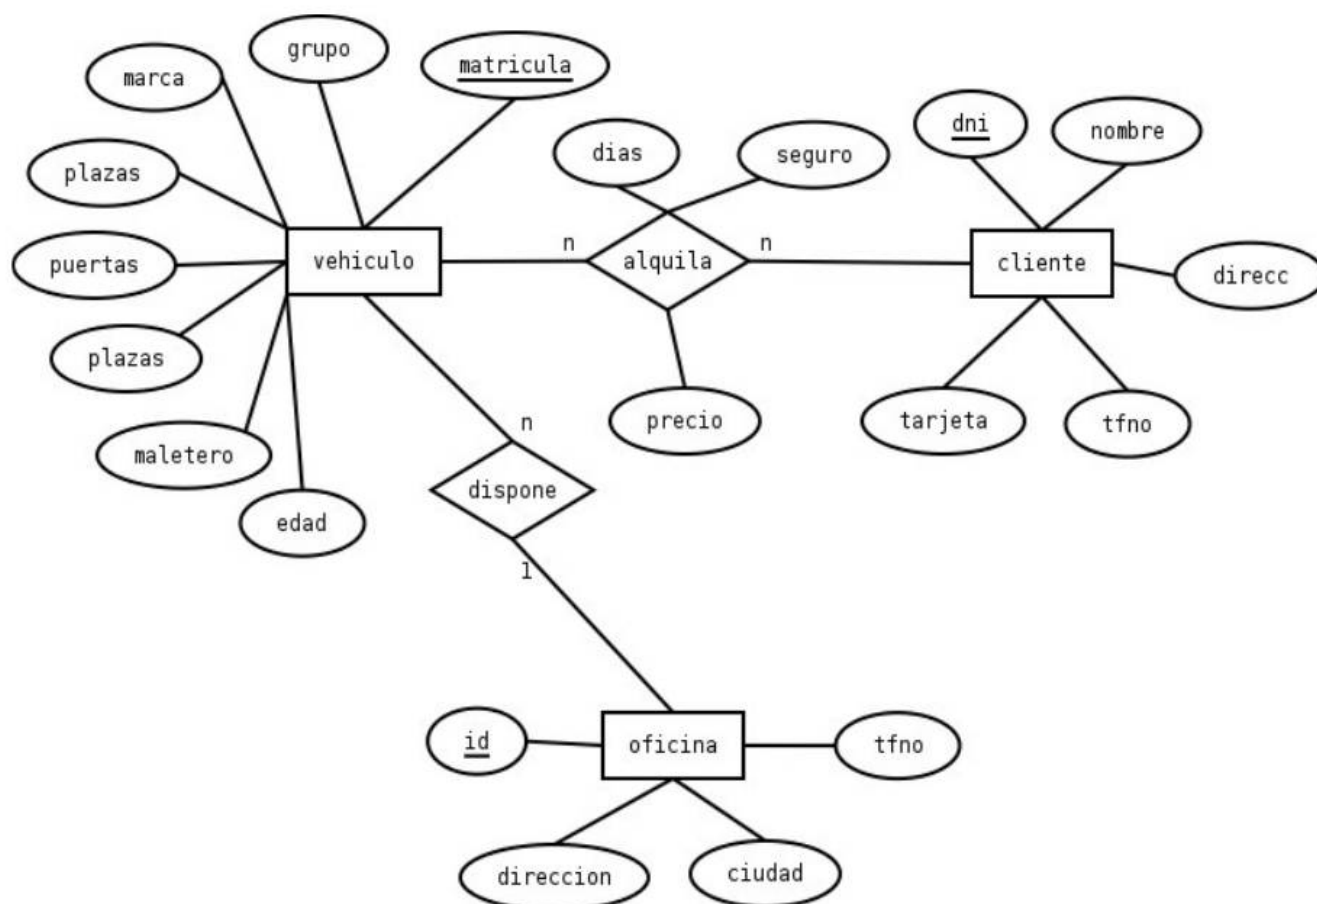 grupo
matricula
marca
dni
nombre
dias
seguro
plazas
n
n
puertas
vehiculo
alquila
cliente
direcc
plazas
precio
tarjeta
tfno
n
maletero
dispone
edad
1
id
oficina
tfno
direccion
ciudad